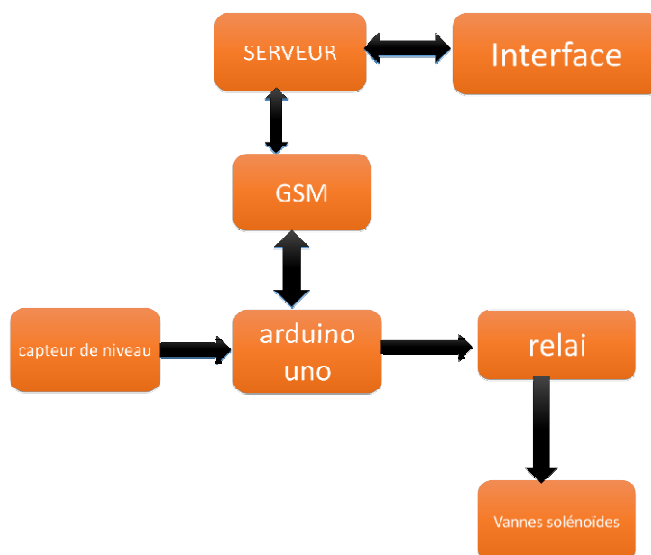 SERVEUR
Interface
GSM
capteur de niveau
arduino
uno
relai
Vannes solénoïdes